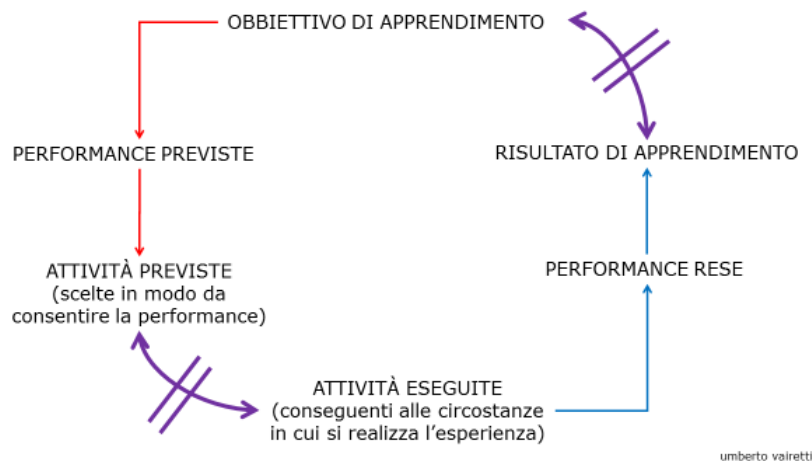 OBBIETTIVO DI APPRENDIMENTO
PERFORMANCE PREVISTE
RISULTATO DI APPRENDIMENTO
ATTIVITÀ PREVISTE
(scelte in modo da
consentire la performance)
PERFORMANCE RESE
ATTIVITÀ ESEGUITE
(conseguenti alle circostanze
in cui si realizza l'esperienza)
umberto vairetti